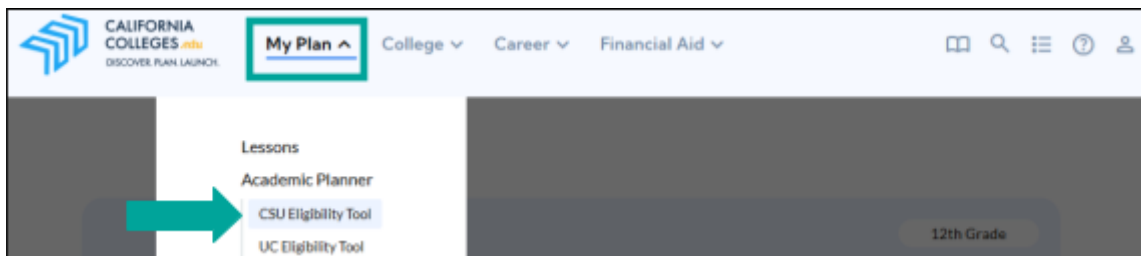 CALIFORNIA
COLLEGES.edu
DISCOVER. PLAN. LAUNCH.
My Plan College Career Financial Aid
Lessons
Academic Planner
CSU Eligibility Tool
UC Eligibility Tool
12th Grade